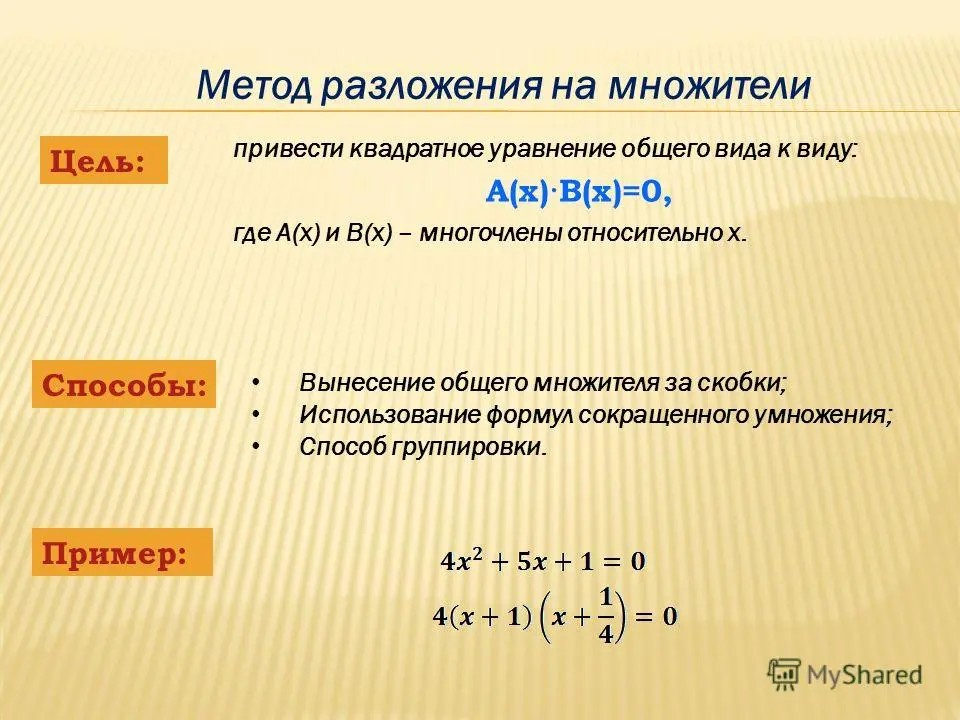 Метод разложения на множители
Цель:
привести квадратное уравнение общего вида к виду:
А(х)·В(х)=0,
где А(х) и В(х) – многочлены относительно х.
Способы:
• Вынесение общего множителя за скобки;
• Использование формул сокращенного умножения;
• Способ группировки.
Пример:
4x² + 5x + 1 = 0
4(x + 1)(x + 1/4) = 0
MyShared